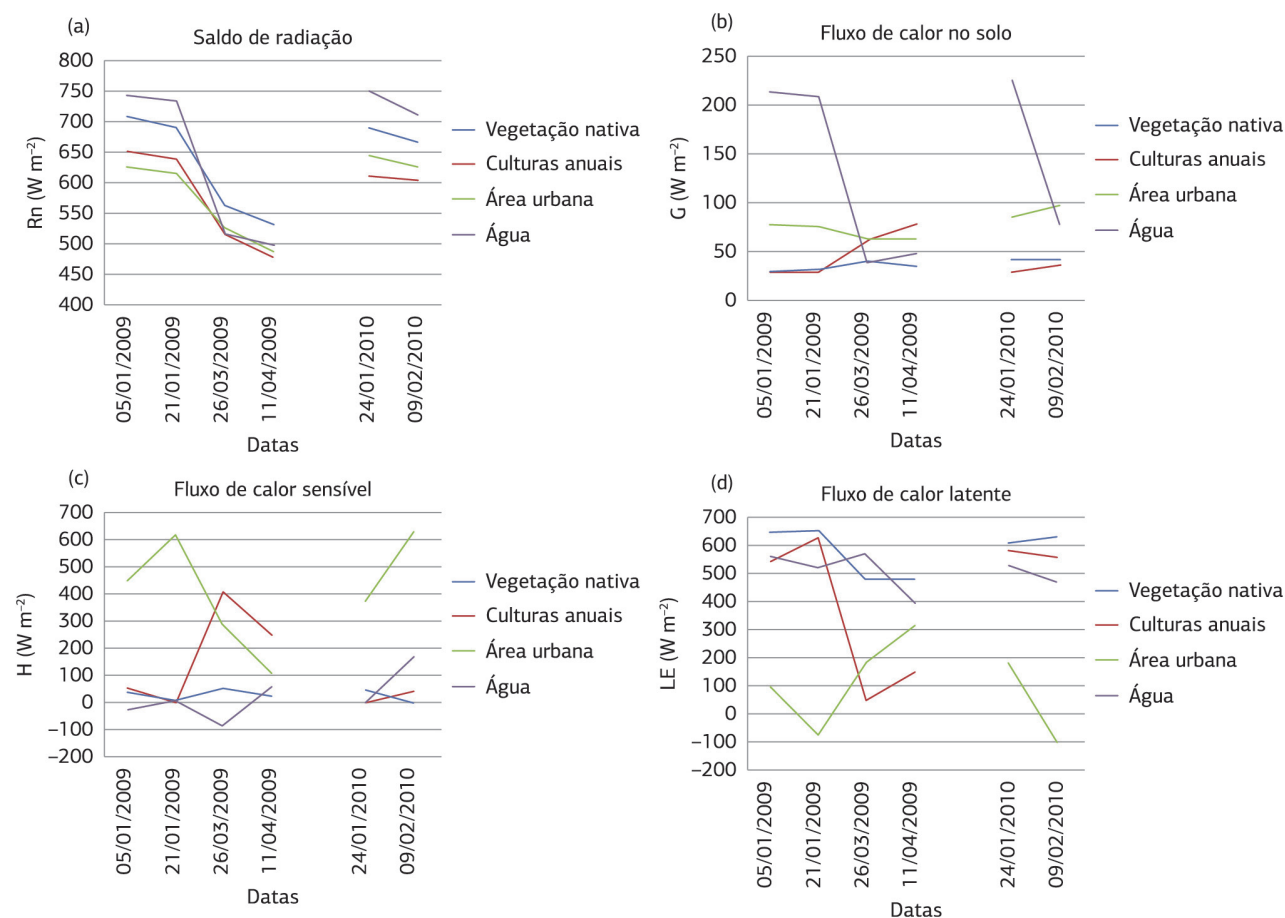 (a)
Saldo de radiação
800
750
700
650
600
550
500
450
400
Rn (W m⁻²)
05/01/2009
21/01/2009
26/03/2009
11/04/2009
24/01/2010
09/02/2010
Datas
Vegetação nativa
Culturas anuais
Área urbana
Água
(b)
Fluxo de calor no solo
250
200
150
100
50
0
G (W m⁻²)
05/01/2009
21/01/2009
26/03/2009
11/04/2009
24/01/2010
09/02/2010
Datas
Vegetação nativa
Culturas anuais
Área urbana
Água
(c)
Fluxo de calor sensível
700
600
500
400
300
200
100
0
−100
−200
H (W m⁻²)
05/01/2009
21/01/2009
26/03/2009
11/04/2009
24/01/2010
09/02/2010
Datas
Vegetação nativa
Culturas anuais
Área urbana
Água
(d)
Fluxo de calor latente
700
600
500
400
300
200
100
0
−100
−200
LE (W m⁻²)
05/01/2009
21/01/2009
26/03/2009
11/04/2009
24/01/2010
09/02/2010
Datas
Vegetação nativa
Culturas anuais
Área urbana
Água